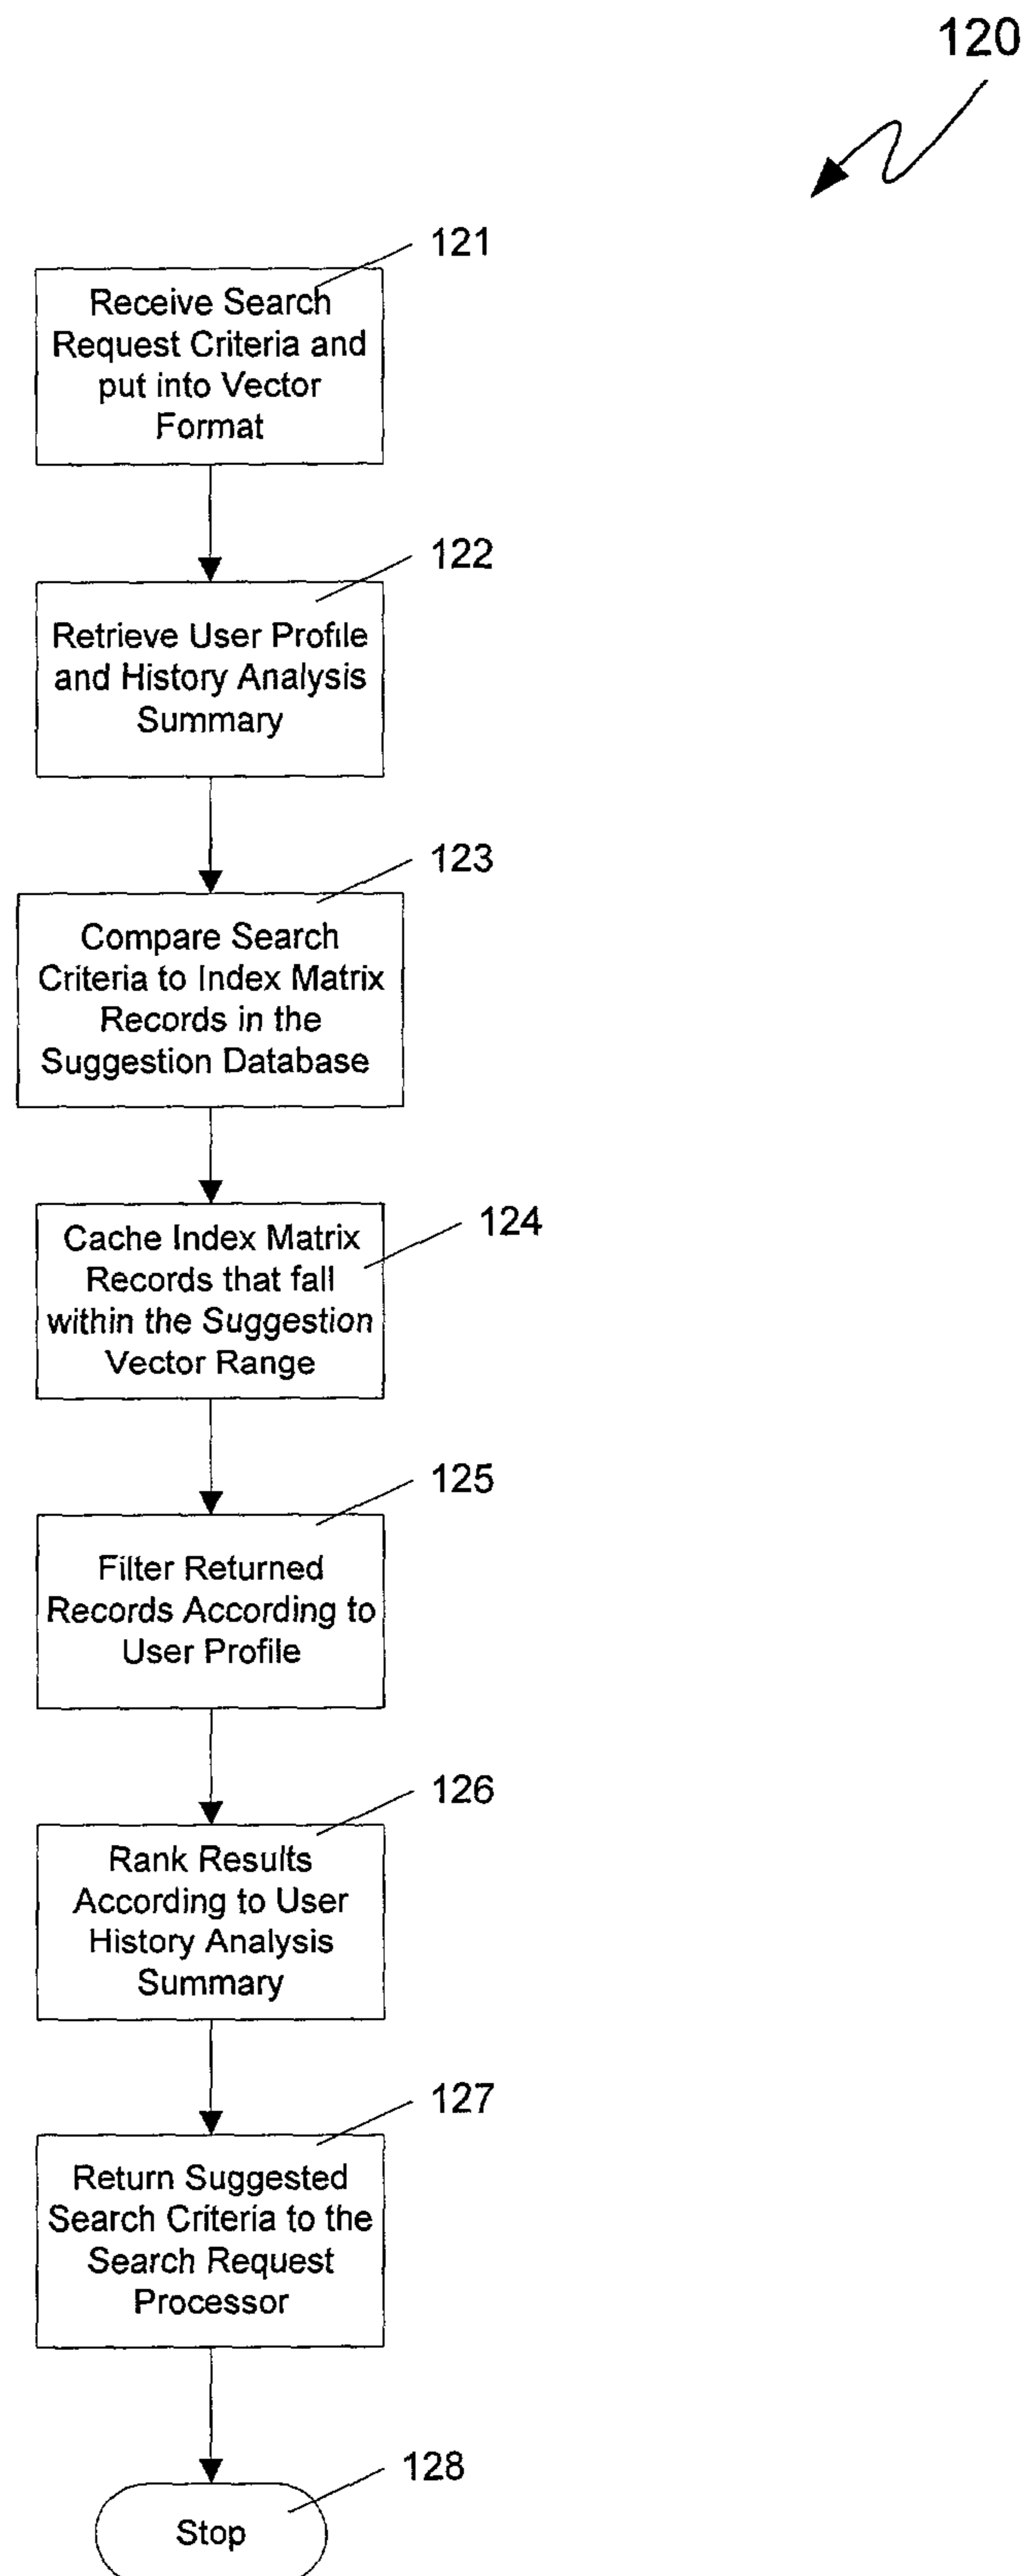 120
121
Receive Search
Request Criteria and
put into Vector
Format
122
Retrieve User Profile
and History Analysis
Summary
123
Compare Search
Criteria to Index Matrix
Records in the
Suggestion Database
124
Cache Index Matrix
Records that fall
within the Suggestion
Vector Range
125
Filter Returned
Records According to
User Profile
126
Rank Results
According to User
History Analysis
Summary
127
Return Suggested
Search Criteria to the
Search Request
Processor
128
Stop